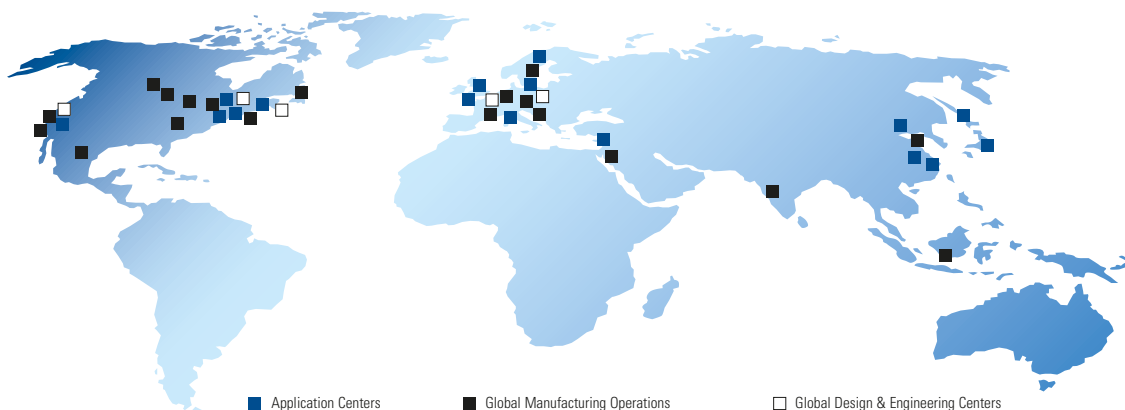 Application Centers
Global Manufacturing Operations
Global Design & Engineering Centers